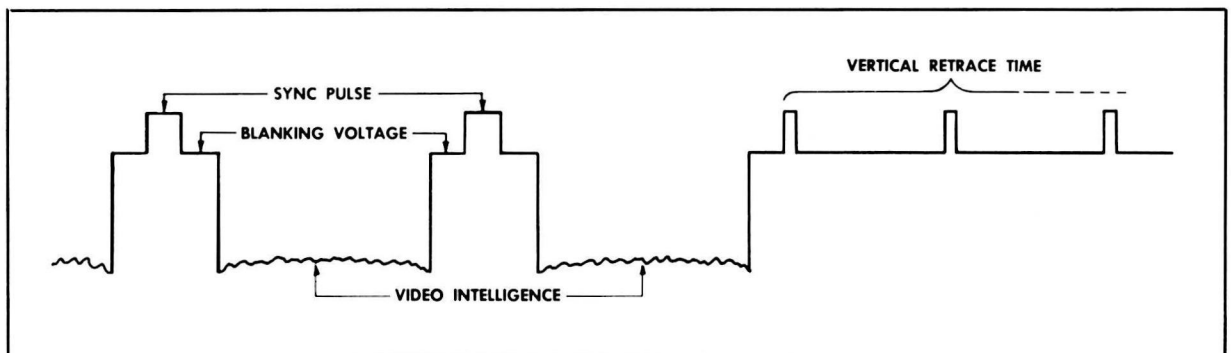 VERTICAL RETRACE TIME
SYNC PULSE
BLANKING VOLTAGE
VIDEO INTELLIGENCE